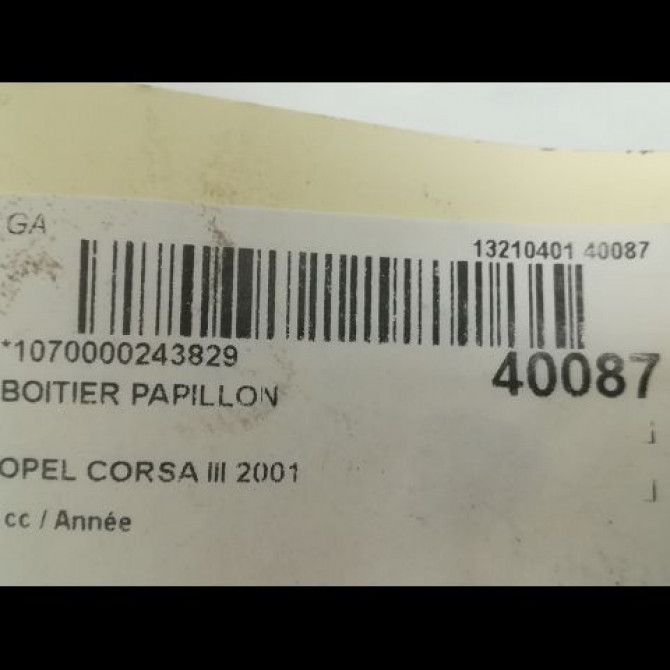 GA
13210401 40087
*1070000243829
40087
BOITIER PAPILLON
OPEL CORSA III 2001
cc / Année